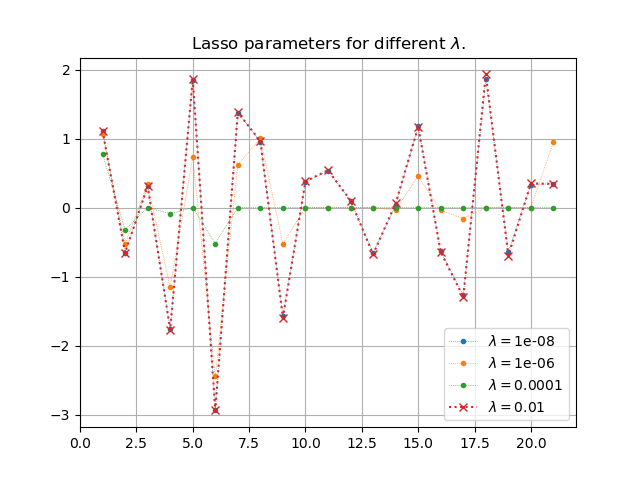 Lasso parameters for different λ.
2
1
0
−1
−2
−3
0.0 2.5 5.0 7.5 10.0 12.5 15.0 17.5 20.0
λ = 1e-08
λ = 1e-06
λ = 0.0001
λ = 0.01